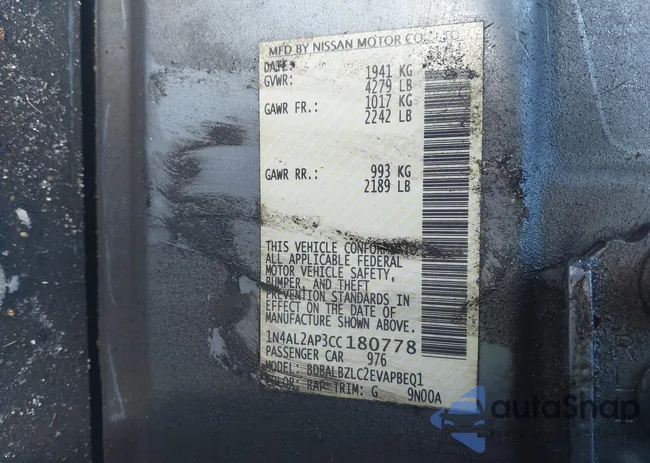 MFD BY NISSAN MOTOR CO., LTD
DATE:
GVWR: 1941 KG
4279 LB
GAWR FR.: 1017 KG
2242 LB
GAWR RR.: 993 KG
2189 LB
THIS VEHICLE CONFORMS TO
ALL APPLICABLE FEDERAL
MOTOR VEHICLE SAFETY,
BUMPER, AND THEFT
PREVENTION STANDARDS IN
EFFECT ON THE DATE OF
MANUFACTURE SHOWN ABOVE.
1N4AL2AP3CC180778
PASSENGER CAR 976
MODEL: BDBALBZLC2EVAPBEQ1
COLOR: RAP TRIM: G 9N00A
autoShap